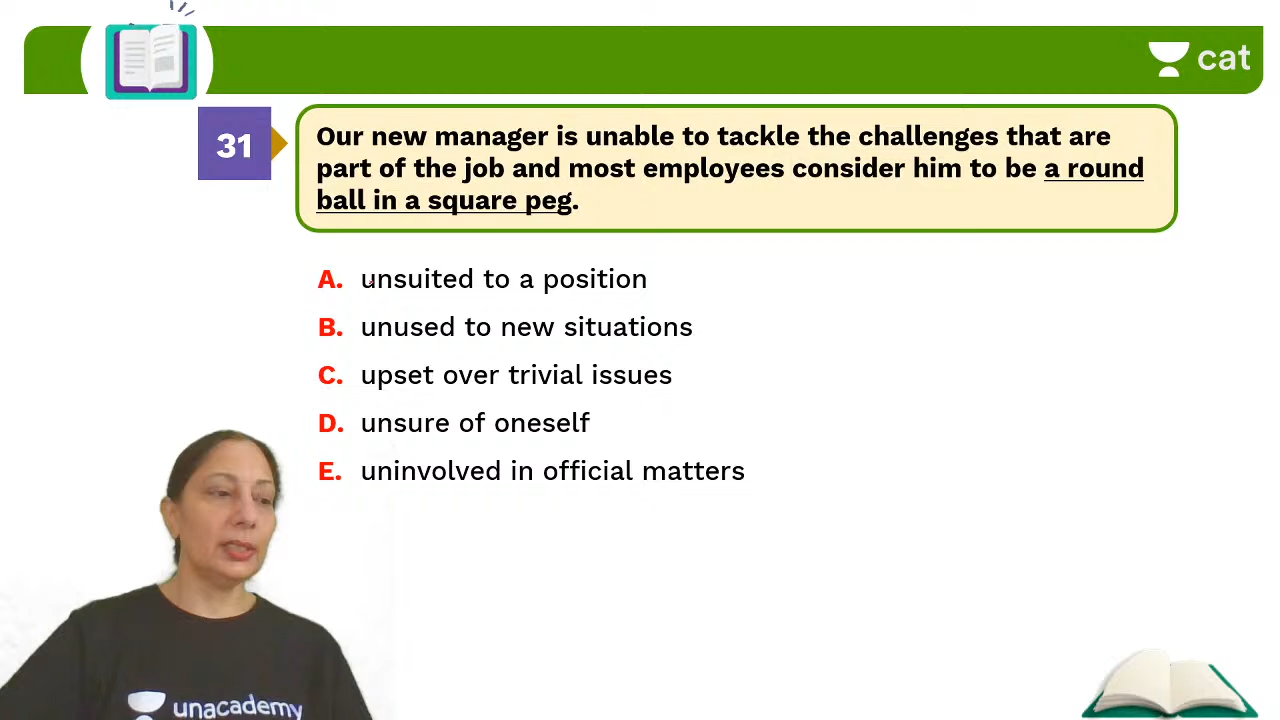 cat
31
Our new manager is unable to tackle the challenges that are
part of the job and most employees consider him to be a round
ball in a square peg.
A. unsuited to a position
B. unused to new situations
C. upset over trivial issues
D. unsure of oneself
E. uninvolved in official matters
unacademy